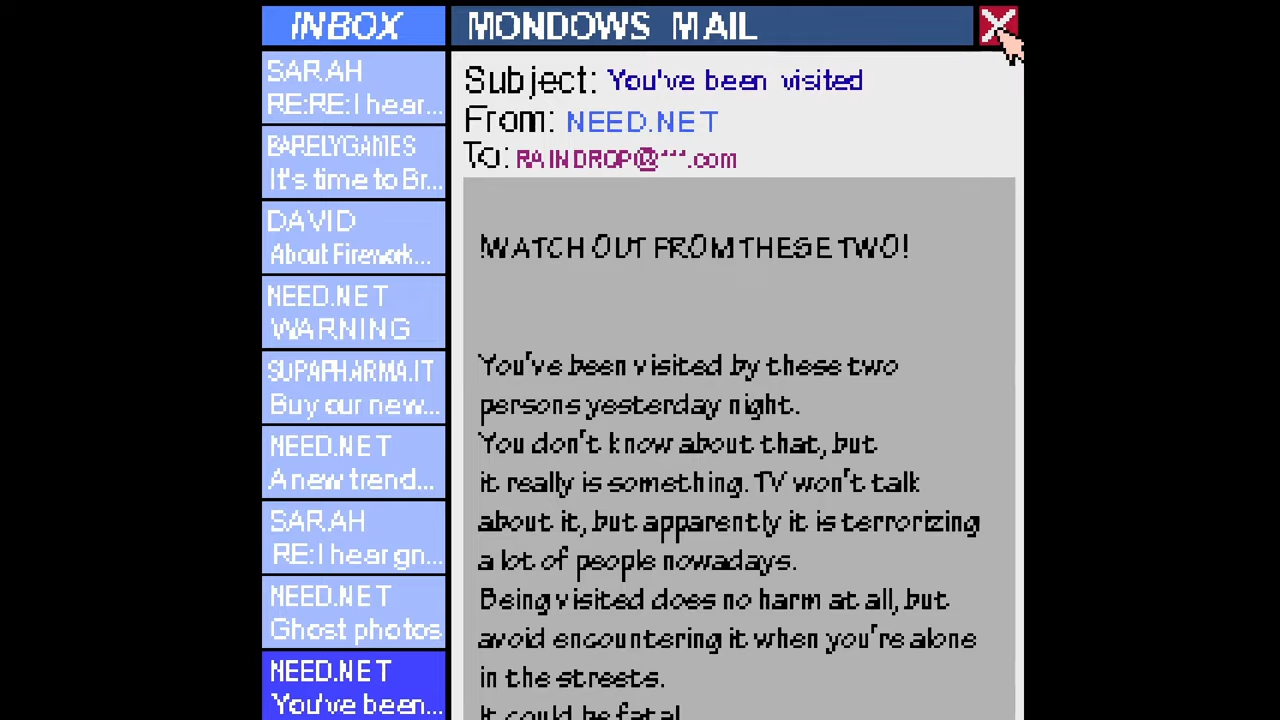 INBOX
MONDOWS MAIL
SARAH
RE:RE:I hear...
BARELYGAMES
It's time to Br...
DAVID
About Firework...
NEED.NET
WARNING
SUPAPHARMA.IT
Buy our new...
NEED.NET
A new trend...
SARAH
RE:I hear gn...
NEED.NET
Ghost photos
NEED.NET
You've been...
Subject: You've been visited
From: NEED.NET
To: RAINDROP@***.com
!WATCH OUT FROM THESE TWO!
You've been visited by these two
persons yesterday night.
You don't know about that, but
it really is something. TV won't talk
about it, but apparently it is terrorizing
a lot of people nowadays.
Being visited does no harm at all, but
avoid encountering it when you're alone
in the streets.
It could be fatal